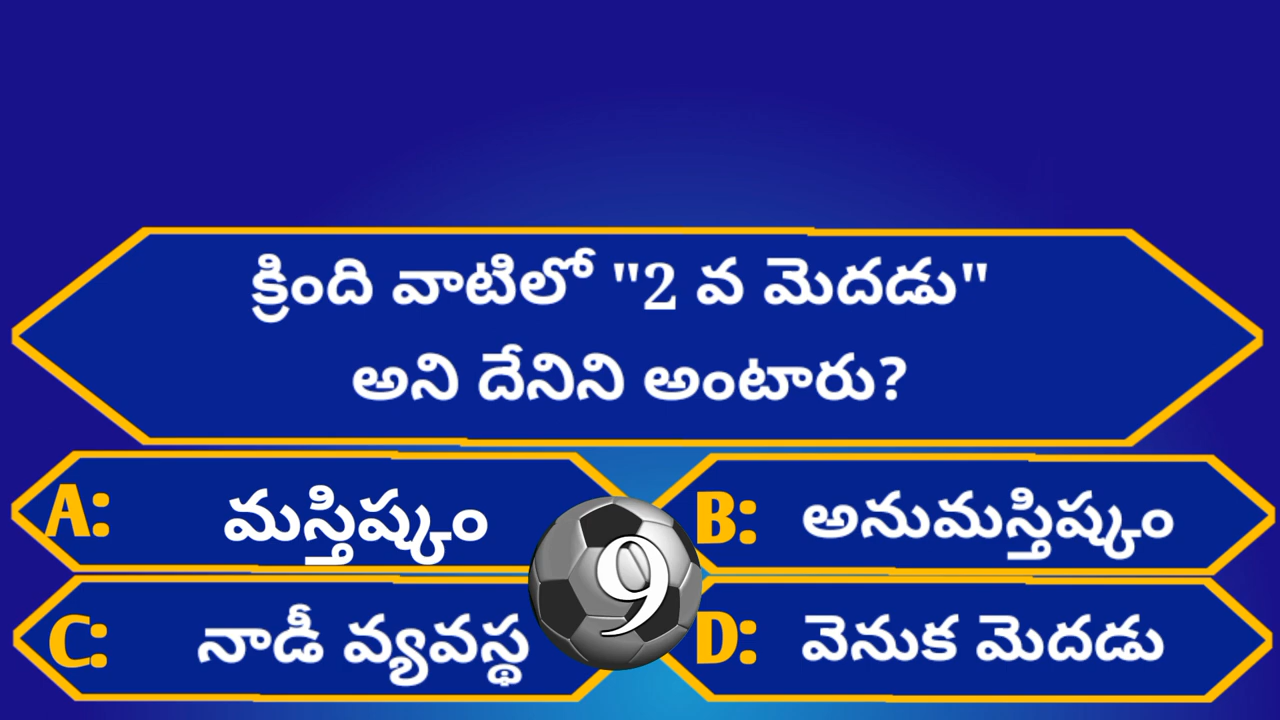 క్రింది వాటిలో "2 వ మెదడు"
అని దేనిని అంటారు?
A: మస్తిష్కం
B: అనుమస్తిష్కం
9
C: నాడీ వ్యవస్థ
D: వెనుక మెదడు